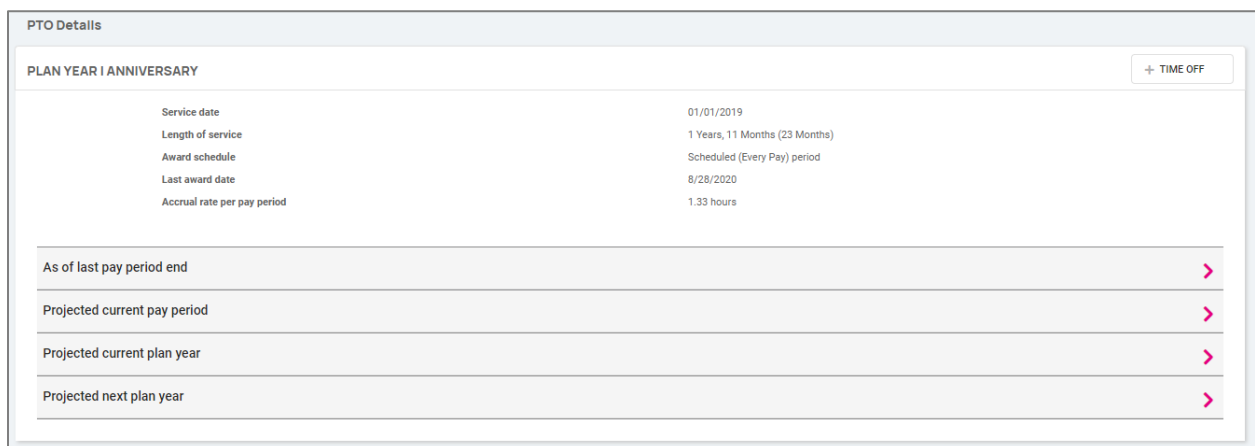 PTO Details
PLAN YEAR I ANNIVERSARY
+ TIME OFF
Service date 01/01/2019
Length of service 1 Years, 11 Months (23 Months)
Award schedule Scheduled (Every Pay) period
Last award date 8/28/2020
Accrual rate per pay period 1.33 hours
As of last pay period end
Projected current pay period
Projected current plan year
Projected next plan year